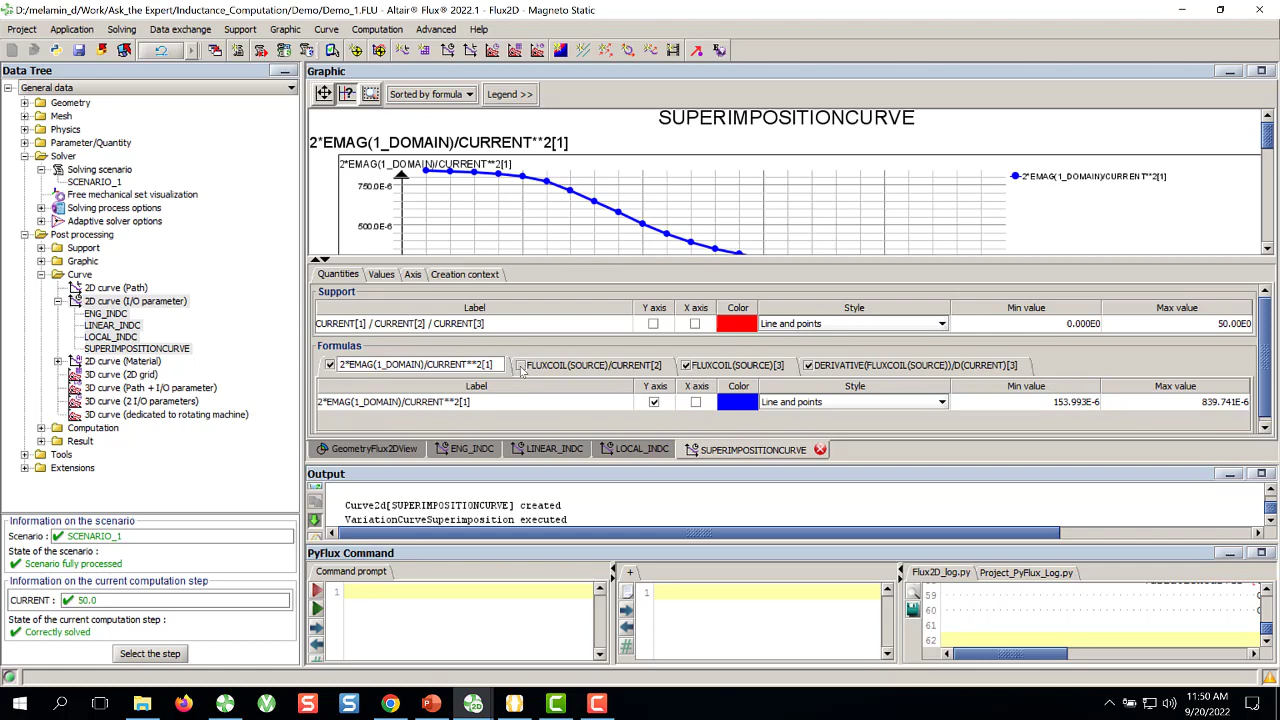 D:/melamin_d/Work/Ask_the Expert/Inductance_Computation/Demo/Demo_1.FLU - Altair® Flux® 2022.1 - Flux2D - Magneto Static
Project Application Solving Data exchange Support Graphic Curve Computation Advanced Help
Data Tree
General data
Geometry
Mesh
Physics
Parameter/Quantity
Solver
Solving scenario
SCENARIO_1
Free mechanical set visualization
Solving process options
Adaptive solver options
Post processing
Support
Graphic
Curve
2D curve (Path)
2D curve (I/O parameter)
ENG_INDC
LINEAR_INDC
LOCAL_INDC
SUPERIMPOSITIONCURVE
2D curve (Material)
3D curve (2D grid)
3D curve (Path + I/O parameter)
3D curve (2 I/O parameters)
3D curve (dedicated to rotating machine)
Computation
Result
Tools
Extensions
Information on the scenario
Scenario : SCENARIO_1
State of the scenario :
Scenario fully processed
Information on the current computation step
CURRENT : 50.0
State of the current computation step :
Correctly solved
Select the step
Graphic
Sorted by formula Legend >>
SUPERIMPOSITIONCURVE
2*EMAG(1_DOMAIN)/CURRENT**2[1]
2*EMAG(1_DOMAIN)/CURRENT**2[1]
2*EMAG(1_DOMAIN)/CURRENT**2[1]
750.0E-6
500.0E-6
Quantities Values Axis Creation context
Support
Label Y axis X axis Color Style Min value Max value
CURRENT[1] / CURRENT[2] / CURRENT[3] Line and points 0.000E0 50.00E0
Formulas
2*EMAG(1_DOMAIN)/CURRENT**2[1] FLUXCOIL(SOURCE)/CURRENT[2] FLUXCOIL(SOURCE)[3] DERIVATIVE(FLUXCOIL(SOURCE))/D(CURRENT)[3]
Label Y axis X axis Color Style Min value Max value
2*EMAG(1_DOMAIN)/CURRENT**2[1] Line and points 153.993E-6 839.741E-6
GeometryFlux2DView ENG_INDC LINEAR_INDC LOCAL_INDC SUPERIMPOSITIONCURVE
Output
Curve2d[SUPERIMPOSITIONCURVE] created
VariationCurveSuperimposition executed
PyFlux Command
Command prompt + Flux2D_log.py Project_PyFlux_Log.py
1
1
59
60
61
62
11:50 AM
9/20/2022